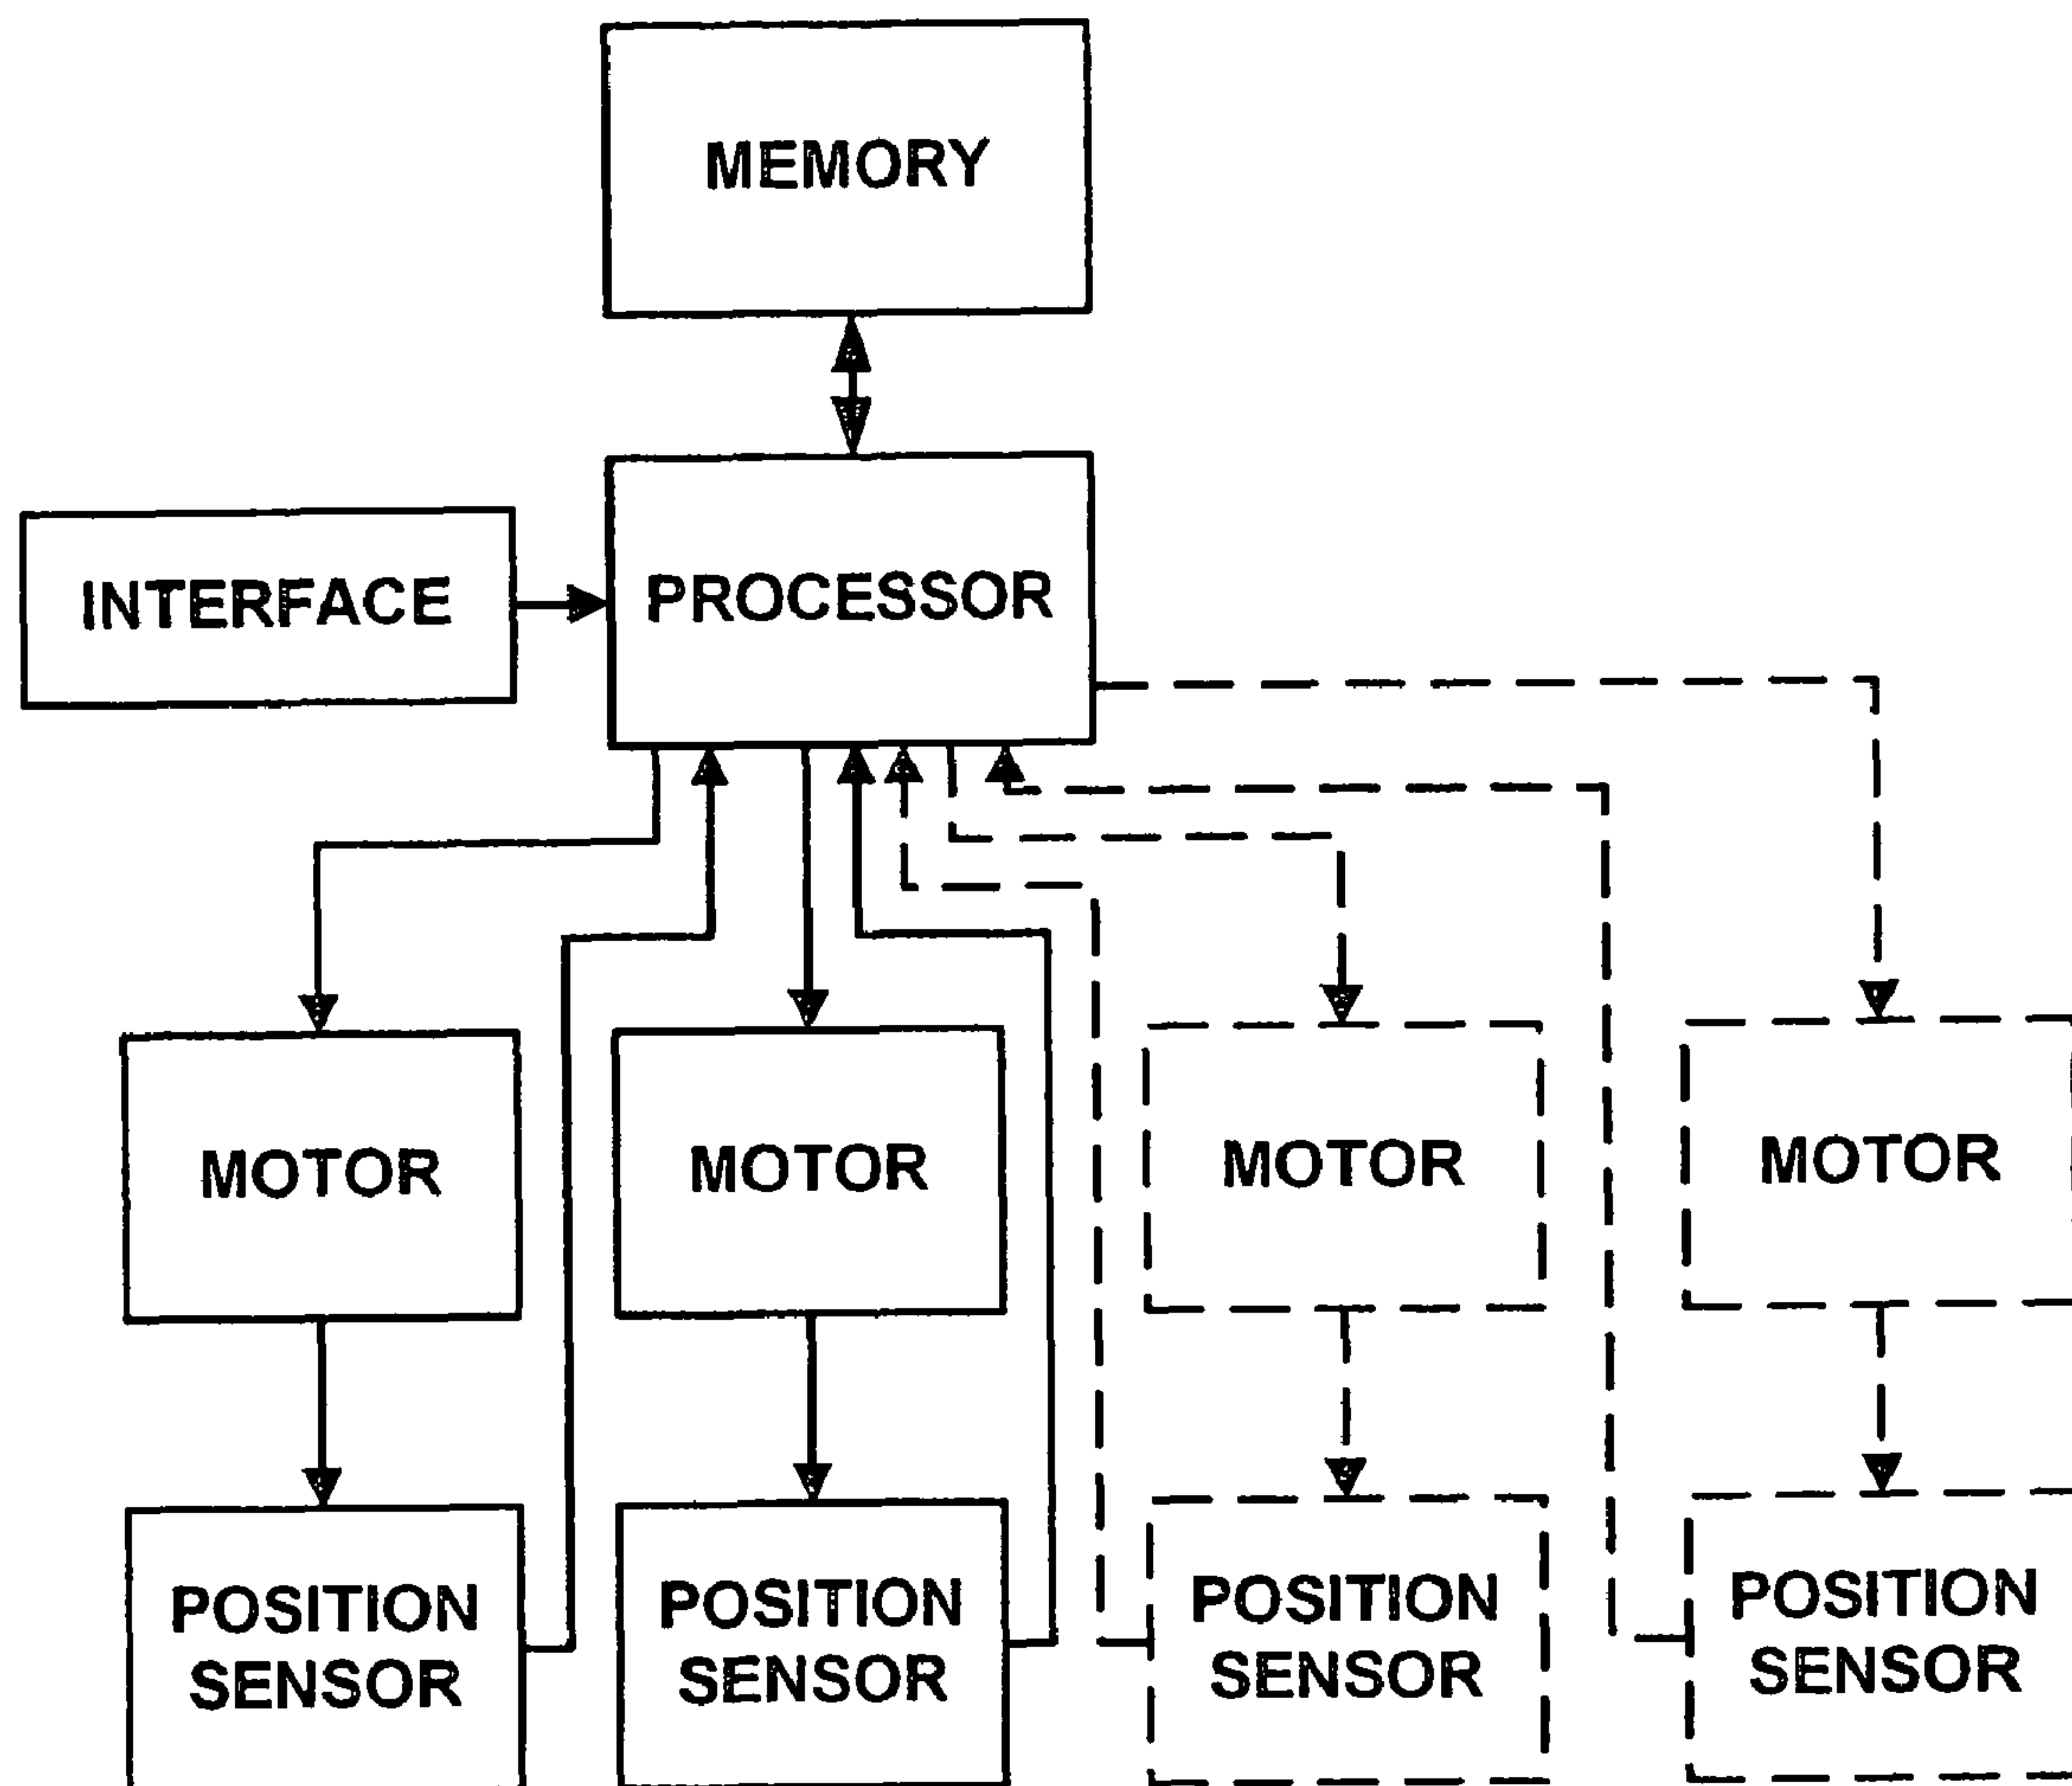 MEMORY
INTERFACE
PROCESSOR
MOTOR
MOTOR
MOTOR
MOTOR
POSITION
SENSOR
POSITION
SENSOR
POSITION
SENSOR
POSITION
SENSOR